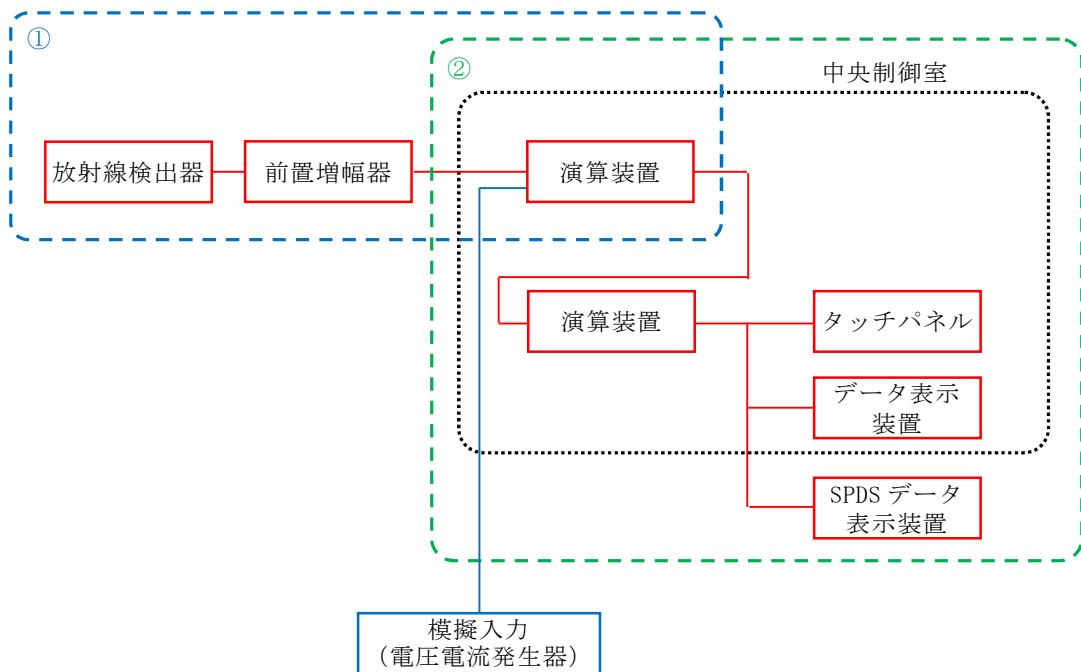 ①
②
中央制御室
放射線検出器
前置増幅器
演算装置
演算装置
タッチパネル
データ表示
装置
SPDS データ
表示装置
模擬入力
(電圧電流発生器)